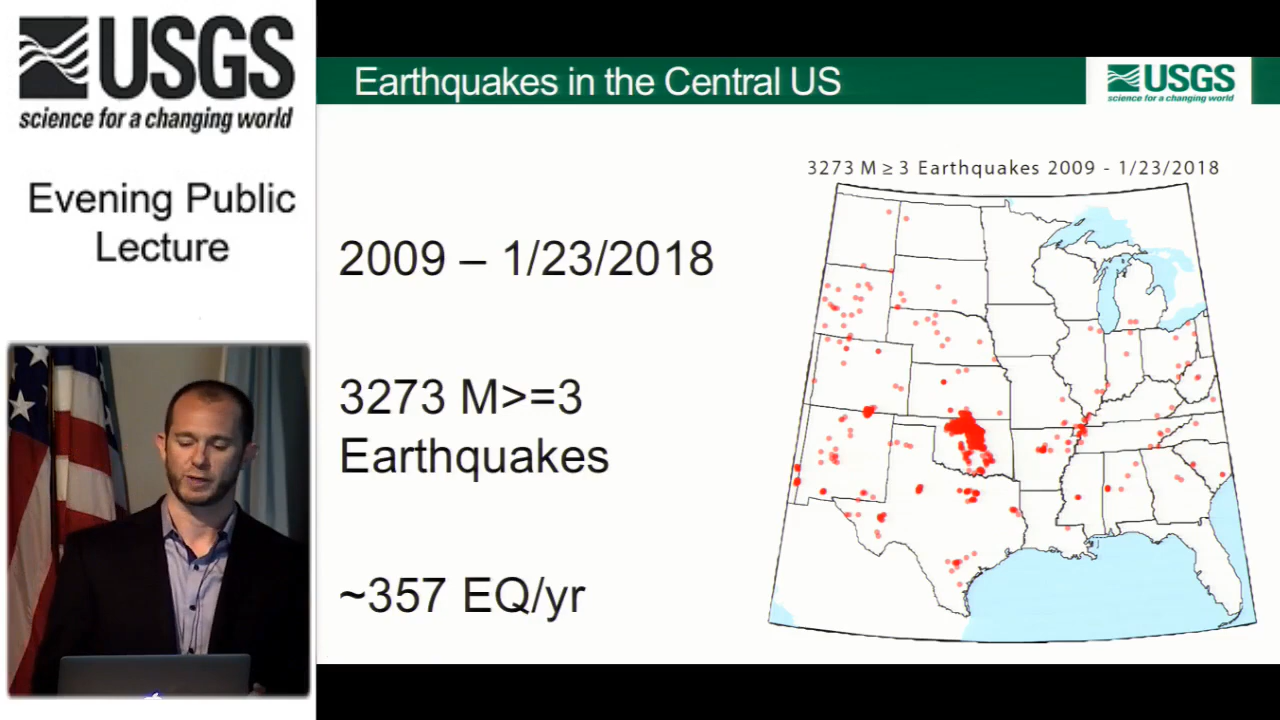 USGS
science for a changing world
Evening Public
Lecture
Earthquakes in the Central US
USGS
science for a changing world
3273 M ≥ 3 Earthquakes 2009 - 1/23/2018
2009 – 1/23/2018
3273 M>=3
Earthquakes
~357 EQ/yr